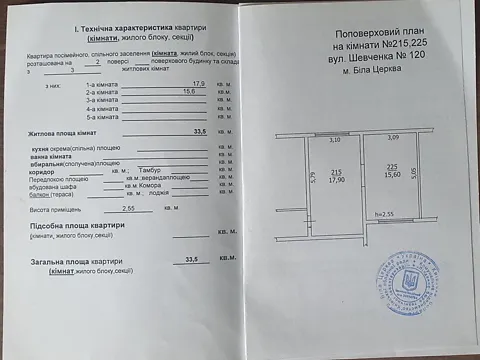 І. Технічна характеристика квартири
(кімнати, жилого блоку, секції)
Квартира посімейного, спільного заселення (кімната, жилий блок, секція)
розташована на 2 поверсі поверхового будинку та склада
з 3 житлових кімнат
з них: 1-а кімната 17,9 кв.м.
2-а кімната 15,6 кв.м.
3-а кімната кв. м.
4-а кімната кв. м.
5-а кімната кв. м.
Житлова площа кімнат 33,5 кв.м.
кухня окрема(спільна) площею кв. м.
ванна кімната кв. м.
вбиральня(сполучена)площею кв. м.
коридор кв. м.; Тамбур кв. м.
Передпокою площею кв. м. верандаплощею кв. м.
вбудована шафа кв. м Комора кв. м.
балкон (тераса) кв. м.; лоджія кв. м.
Висота приміщень 2,55 м
Підсобна площа квартири кв. м.
(кімнати, жилого блоку,секції)
Загальна площа квартири 33,5 кв.м.
(кімнат,жилого блоку,секції)
Поповерховий план
на кімнати №215,225
вул. Шевченка № 120
м. Біла Церква
3,10
3,09
5,79
215
17,90
225
15,60
5,05
h=2.55